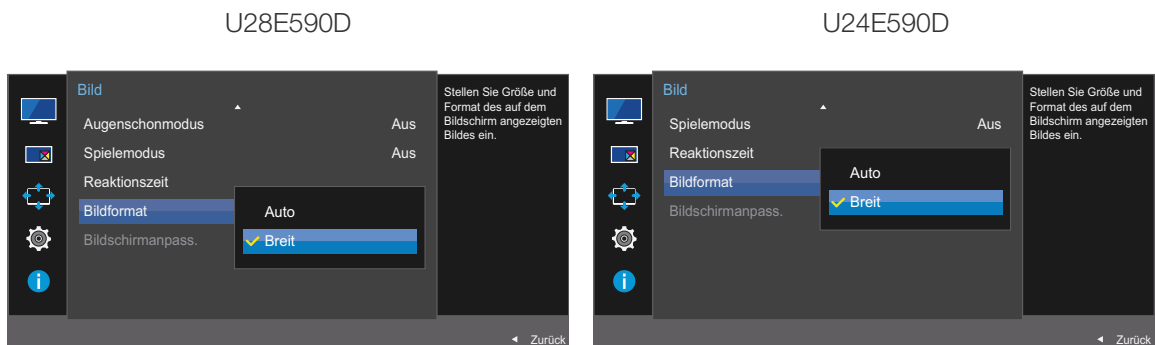 U28E590D
Bild
Augenschonmodus Aus
Spielemodus Aus
Reaktionszeit
Bildformat
Bildschirmanpass.
Auto
Breit
Stellen Sie Größe und
Format des auf dem
Bildschirm angezeigten
Bildes ein.
Zurück
U24E590D
Bild
Spielemodus Aus
Reaktionszeit
Bildformat
Bildschirmanpass.
Auto
Breit
Stellen Sie Größe und
Format des auf dem
Bildschirm angezeigten
Bildes ein.
Zurück